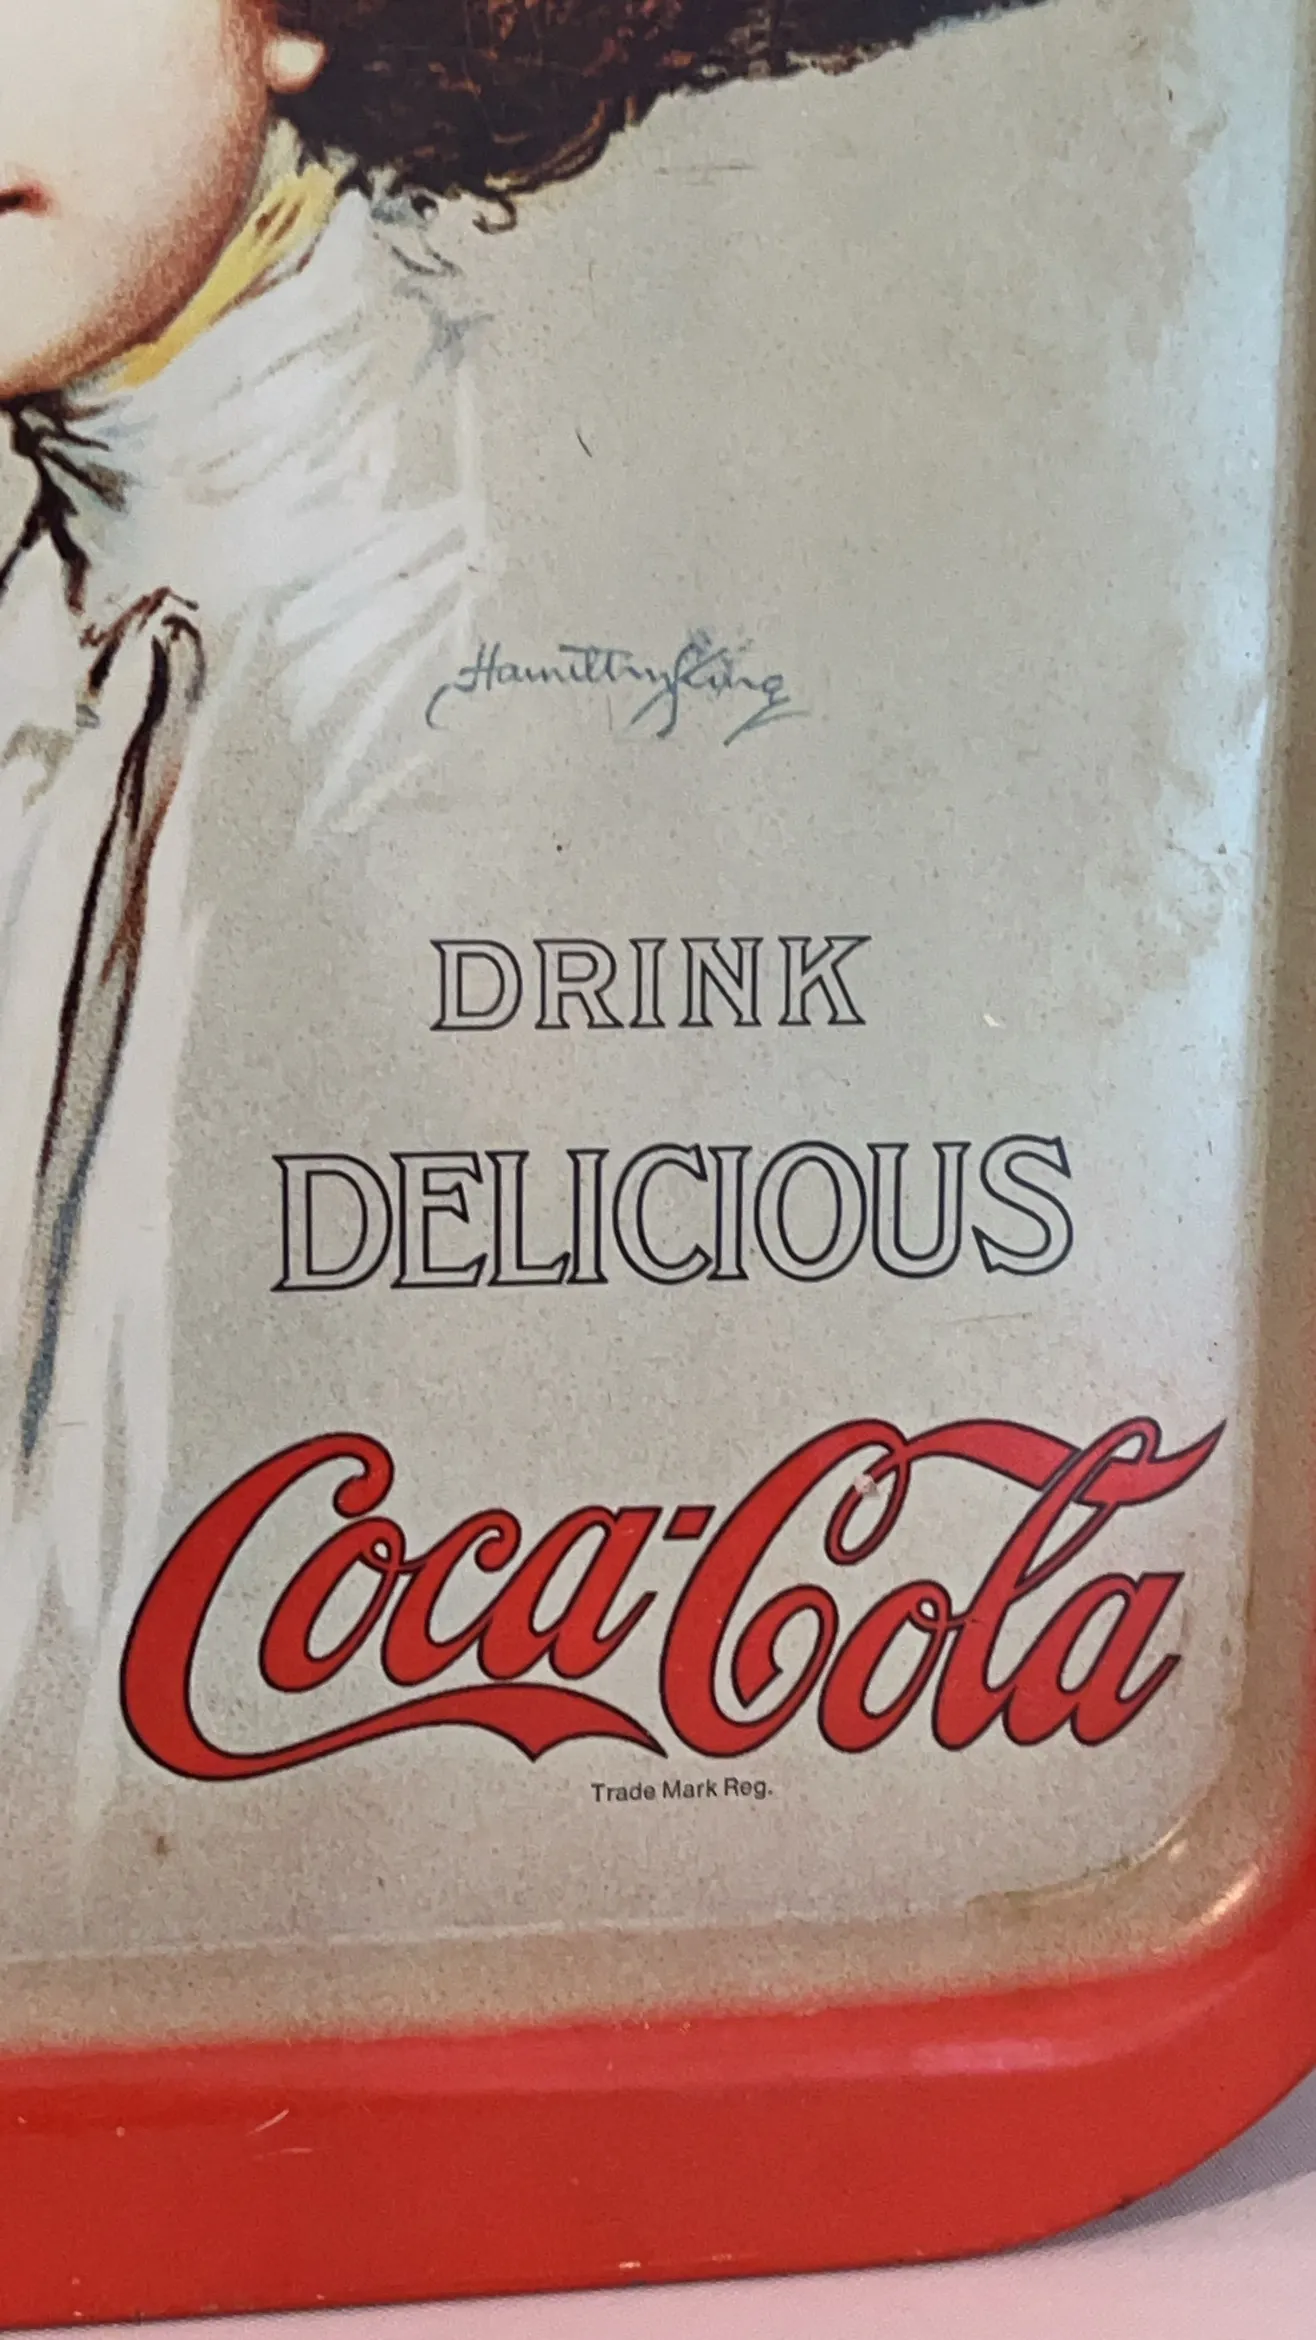 Hamilton King
DRINK
DELICIOUS
Coca-Cola
Trade Mark Reg.